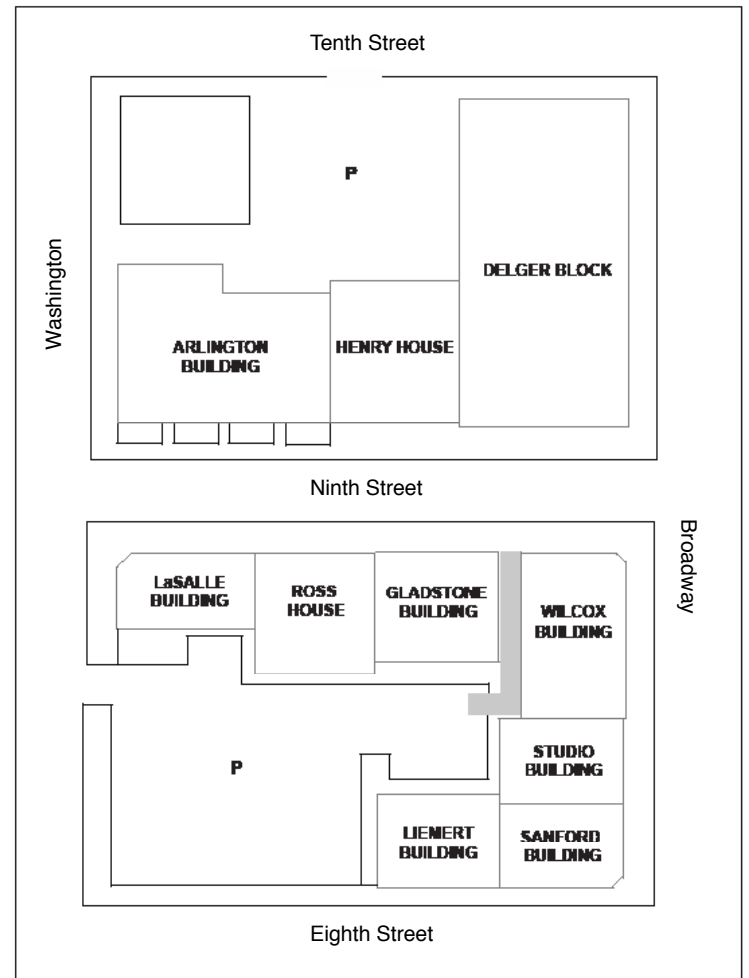 Tenth Street
P
Washington
DELGER BLOCK
ARLINGTON
BUILDING
HENRY HOUSE
Ninth Street
Broadway
LaSALLE
BUILDING
ROSS
HOUSE
GLADSTONE
BUILDING
WILCOX
BUILDING
STUDIO
BUILDING
P
LIEMERT
BUILDING
SANFORD
BUILDING
Eighth Street